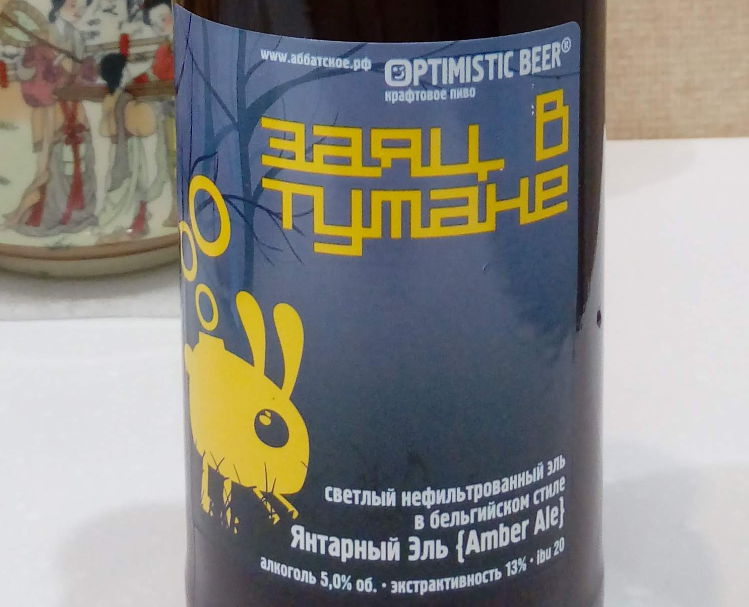 www.аббатское.рф
OPTIMISTIC BEER®
крафтовое пиво
заяц в
тумане
светлый нефильтрованный эль
в бельгийском стиле
Янтарный Эль {Amber Ale}
алкоголь 5,0% об. · экстрактивность 13% · ibu 20